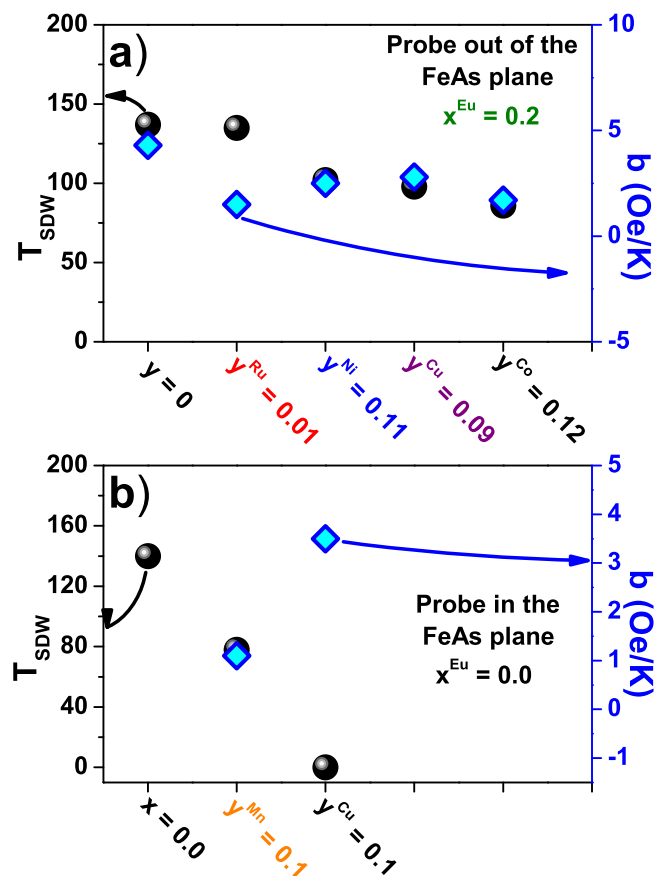 a)
Probe out of the
FeAs plane
x^Eu = 0.2
T_SDW
200
150
100
50
0
10
5
0
-5
b (Oe/K)
y = 0
y^Ru = 0.01
y^Ni = 0.11
y^Cu = 0.09
y^Co = 0.12
b)
Probe in the
FeAs plane
x^Eu = 0.0
T_SDW
200
160
120
80
40
0
5
4
3
2
1
0
-1
b (Oe/K)
x = 0.0
y^Mn = 0.1
y^Cu = 0.1